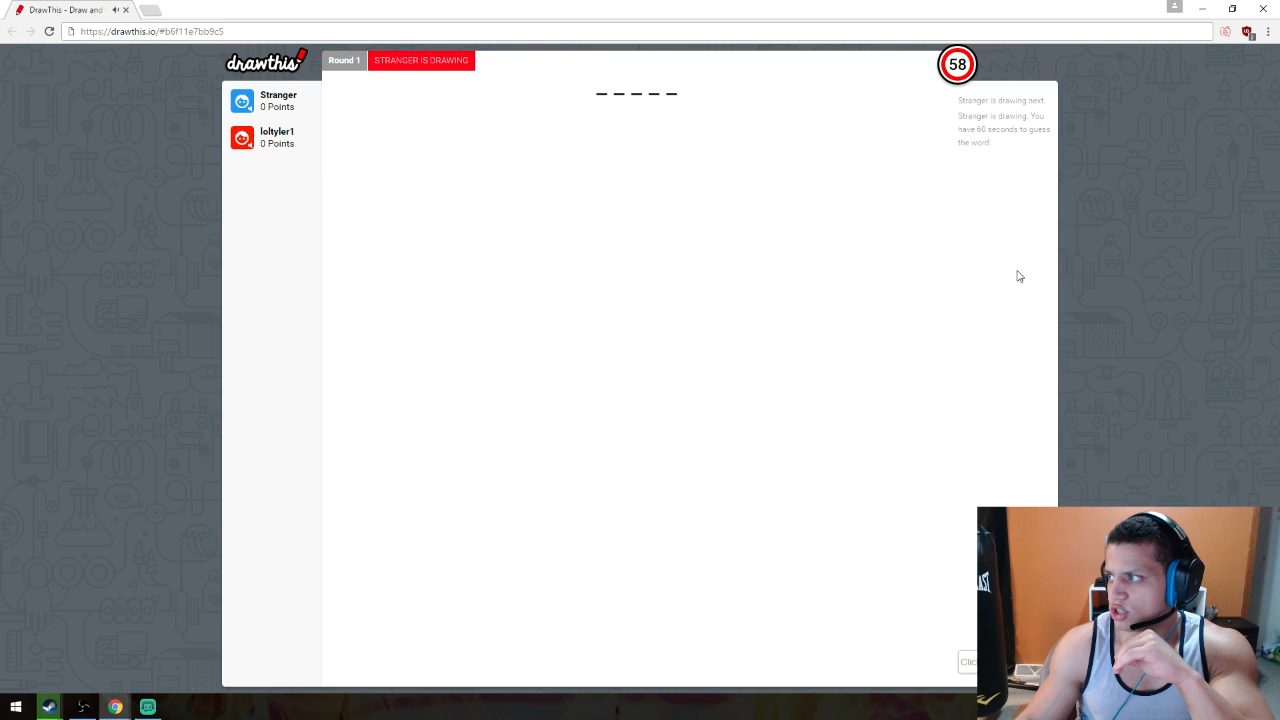 DrawThis - Draw and
https://drawthis.io/#b6f11e7bb9c5
drawthis
Round 1
STRANGER IS DRAWING
58
Stranger
0 Points
loltyler1
0 Points
Stranger is drawing next.
Stranger is drawing. You
have 60 seconds to guess
the word.
Clic